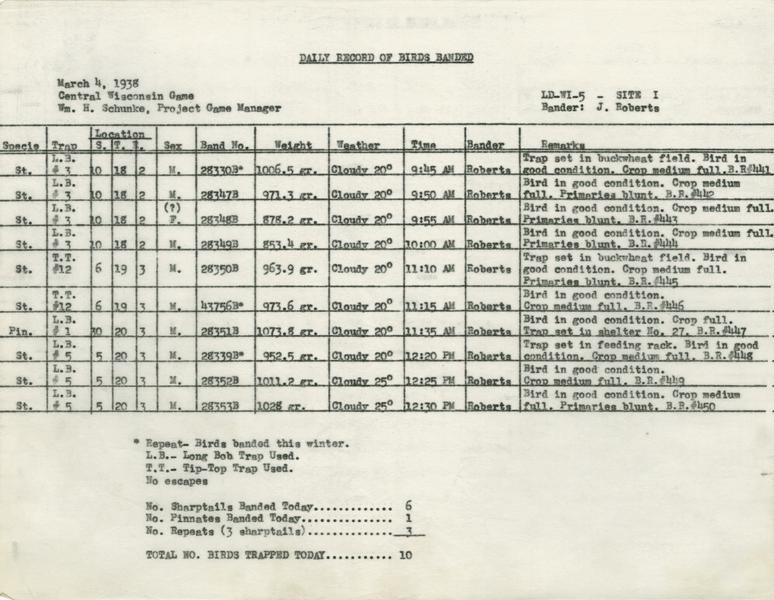 DAILY RECORD OF BIRDS BANDED
March 4, 1938
Central Wisconsin Game
Wm. H. Schunke, Project Game Manager
LD-WI-5 - SITE I
Bander: J. Roberts
Location
Specie Trap S. T. R. Sex Band No. Weight Weather Time Bander Remarks
L.B. Trap set in buckwheat field. Bird in
St. # 3 10 18 2 M. 28330B* 1006.5 gr. Cloudy 20° 9:45 AM Roberts good condition. Crop medium full. B.R#441
L.B. Bird in good condition. Crop medium
St. # 3 10 18 2 M. 28347B 971.3 gr. Cloudy 20° 9:50 AM Roberts full. Primaries blunt. B.R.#442
L.B. (?) Bird in good condition. Crop medium full.
St. # 3 10 18 2 F. 28348B 878.2 gr. Cloudy 20° 9:55 AM Roberts Primaries blunt. B.R.#443
L.B. Bird in good condition. Crop medium full.
St. # 3 10 18 2 M. 28349B 853.4 gr. Cloudy 20° 10:00 AM Roberts Primaries blunt. B.R.#444
T.T. Trap set in buckwheat field. Bird in
St. #12 6 19 3 M. 28350B 963.9 gr. Cloudy 20° 11:10 AM Roberts good condition. Crop medium full.
Primaries blunt. B.R.#445
T.T. Bird in good condition.
St. #12 6 19 3 M. 43756B* 973.6 gr. Cloudy 20° 11:15 AM Roberts Crop medium full. B.R.#446
L.B. Bird in good condition. Crop full.
Pin. # 1 20 3 M. 28351B 1073.8 gr. Cloudy 20° 11:35 AM Roberts Trap set in shelter No. 27. B.R.#447
L.B. Trap set in feeding rack. Bird in good
St. # 5 5 20 3 M. 28339B* 952.5 gr. Cloudy 20° 12:20 PM Roberts condition. Crop medium full. B.R.#448
L.B. Bird in good condition.
St. # 5 5 20 3 M. 28352B 1011.2 gr. Cloudy 25° 12:25 PM Roberts Crop medium full. B.R.#449
L.B. Bird in good condition. Crop medium
St. # 5 5 20 3 M. 28353B 1028 gr. Cloudy 25° 12:30 PM Roberts full. Primaries blunt. B.R.#450
* Repeat- Birds banded this winter.
L.B.- Long Bob Trap Used.
T.T.- Tip-Top Trap Used.
No escapes
No. Sharptails Banded Today............. 6
No. Pinnates Banded Today............... 1
No. Repeats (3 sharptails).............. 3
TOTAL NO. BIRDS TRAPPED TODAY........... 10